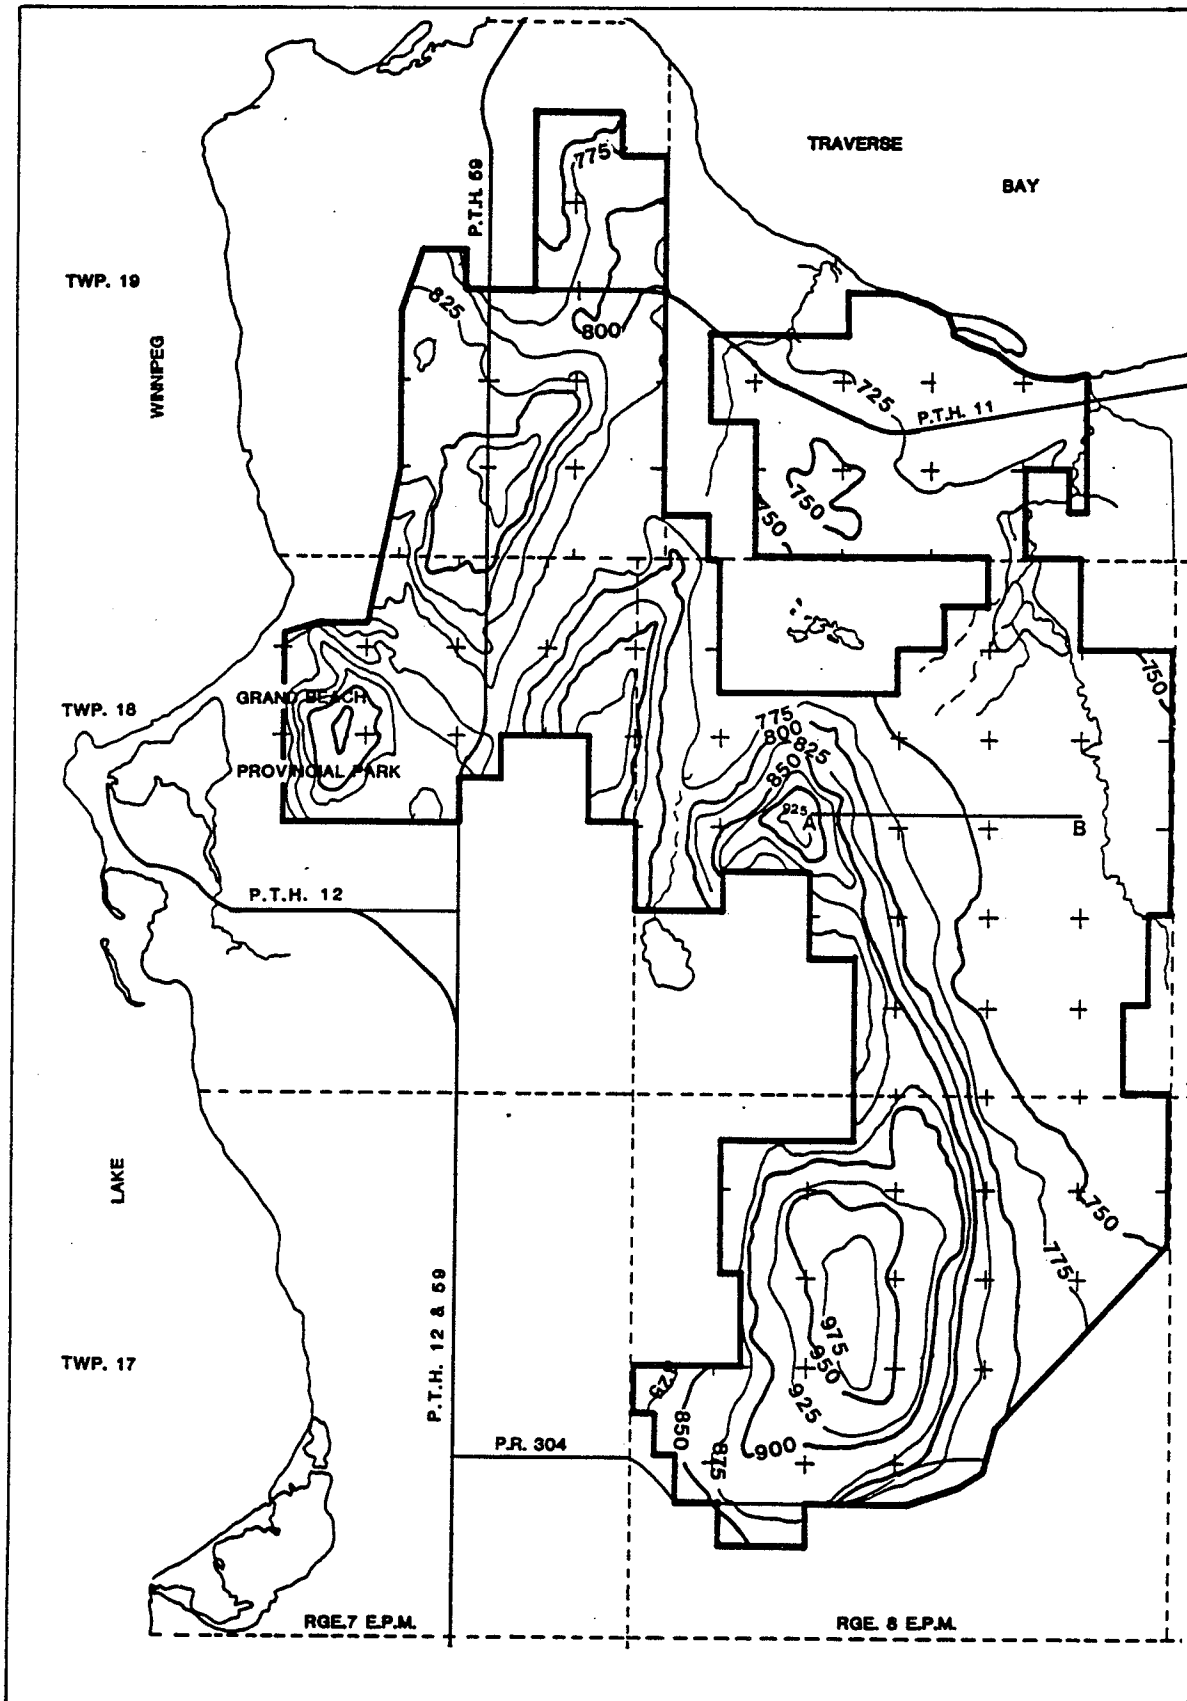 TRAVERSE
BAY
775
P.T.H. 59
TWP. 19
825
800
WINNIPEG
725
P.T.H. 11
750
750
750
GRAND BEACH
TWP. 18
775
800
825
850
PROVINCIAL PARK
925
A
B
P.T.H. 12
LAKE
750
775
P.T.H. 12 & 59
975
950
TWP. 17
825
925
850
900
P.R. 304
875
RGE.7 E.P.M.
RGE. 8 E.P.M.